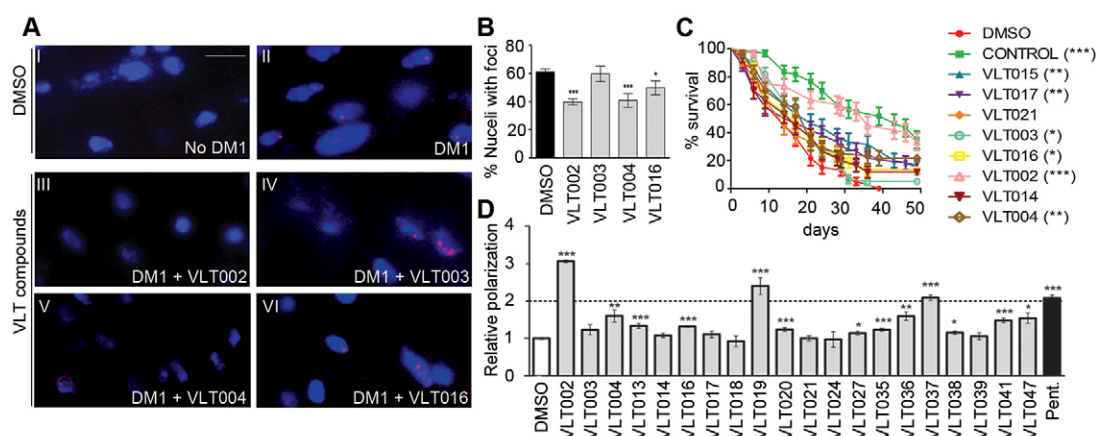 A
DMSO
VLT compounds
I
No DM1
II
DM1
III
DM1 + VLT002
IV
DM1 + VLT003
V
DM1 + VLT004
VI
DM1 + VLT016
B
% Nuceli with foci
80
60
40
20
0
***
***
*
DMSO
VLT002
VLT003
VLT004
VLT016
C
% survival
100
80
60
40
20
0
10
20
30
40
50
days
DMSO
CONTROL (***)
VLT015 (**)
VLT017 (**)
VLT021
VLT003 (*)
VLT016 (*)
VLT002 (***)
VLT014
VLT004 (**)
D
Relative polarization
4
3
2
1
0
***
**
***
***
***
***
*
***
**
***
*
***
*
***
DMSO
VLT002
VLT003
VLT004
VLT013
VLT014
VLT016
VLT017
VLT018
VLT019
VLT020
VLT021
VLT024
VLT027
VLT035
VLT036
VLT037
VLT038
VLT039
VLT041
VLT047
Pent.